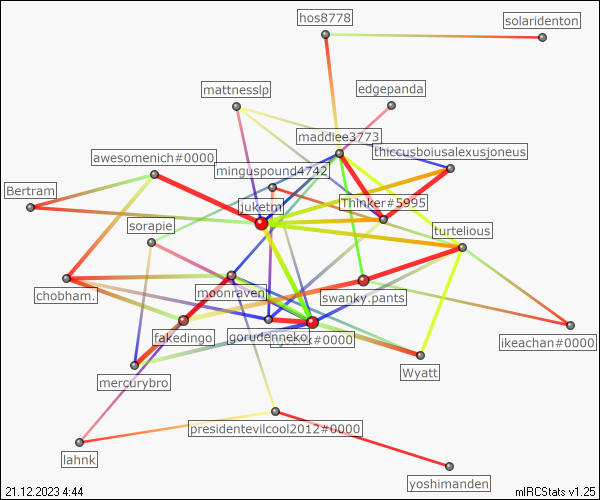 hos8778
solaridenton
mattnesslp
edgepanda
maddiee3773
awesomenich#0000
thiccusboiusalexusjoneus
minguspound4742
Bertram
juketm
Thinker#5995
sorapie
turtelious
chobham.
moonraven
swanky.pants
fakedingo
gorudenneko
#0000
ikeachan#0000
mercurybro
Wyatt
presidentevilcool2012#0000
lahnk
yoshimanden
21.12.2023 4:44
mIRCStats v1.25